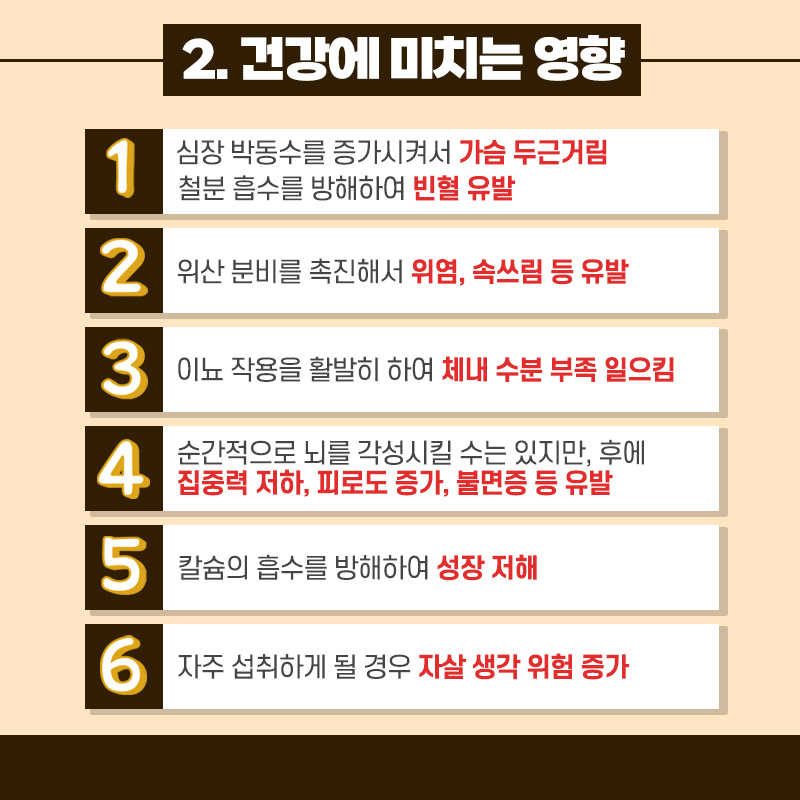 2. 건강에 미치는 영향
1
심장 박동수를 증가시켜서 가슴 두근거림
철분 흡수를 방해하여 빈혈 유발
2
위산 분비를 촉진해서 위염, 속쓰림 등 유발
3
이뇨 작용을 활발히 하여 체내 수분 부족 일으킴
4
순간적으로 뇌를 각성시킬 수는 있지만, 후에
집중력 저하, 피로도 증가, 불면증 등 유발
5
칼슘의 흡수를 방해하여 성장 저해
6
자주 섭취하게 될 경우 자살 생각 위험 증가